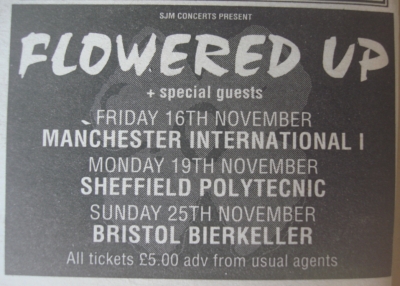 SJM CONCERTS PRESENT
FLOWERED UP
+ special guests
FRIDAY 16TH NOVEMBER
MANCHESTER INTERNATIONAL I
MONDAY 19TH NOVEMBER
SHEFFIELD POLYTECNIC
SUNDAY 25TH NOVEMBER
BRISTOL BIERKELLER
All tickets £5.00 adv from usual agents